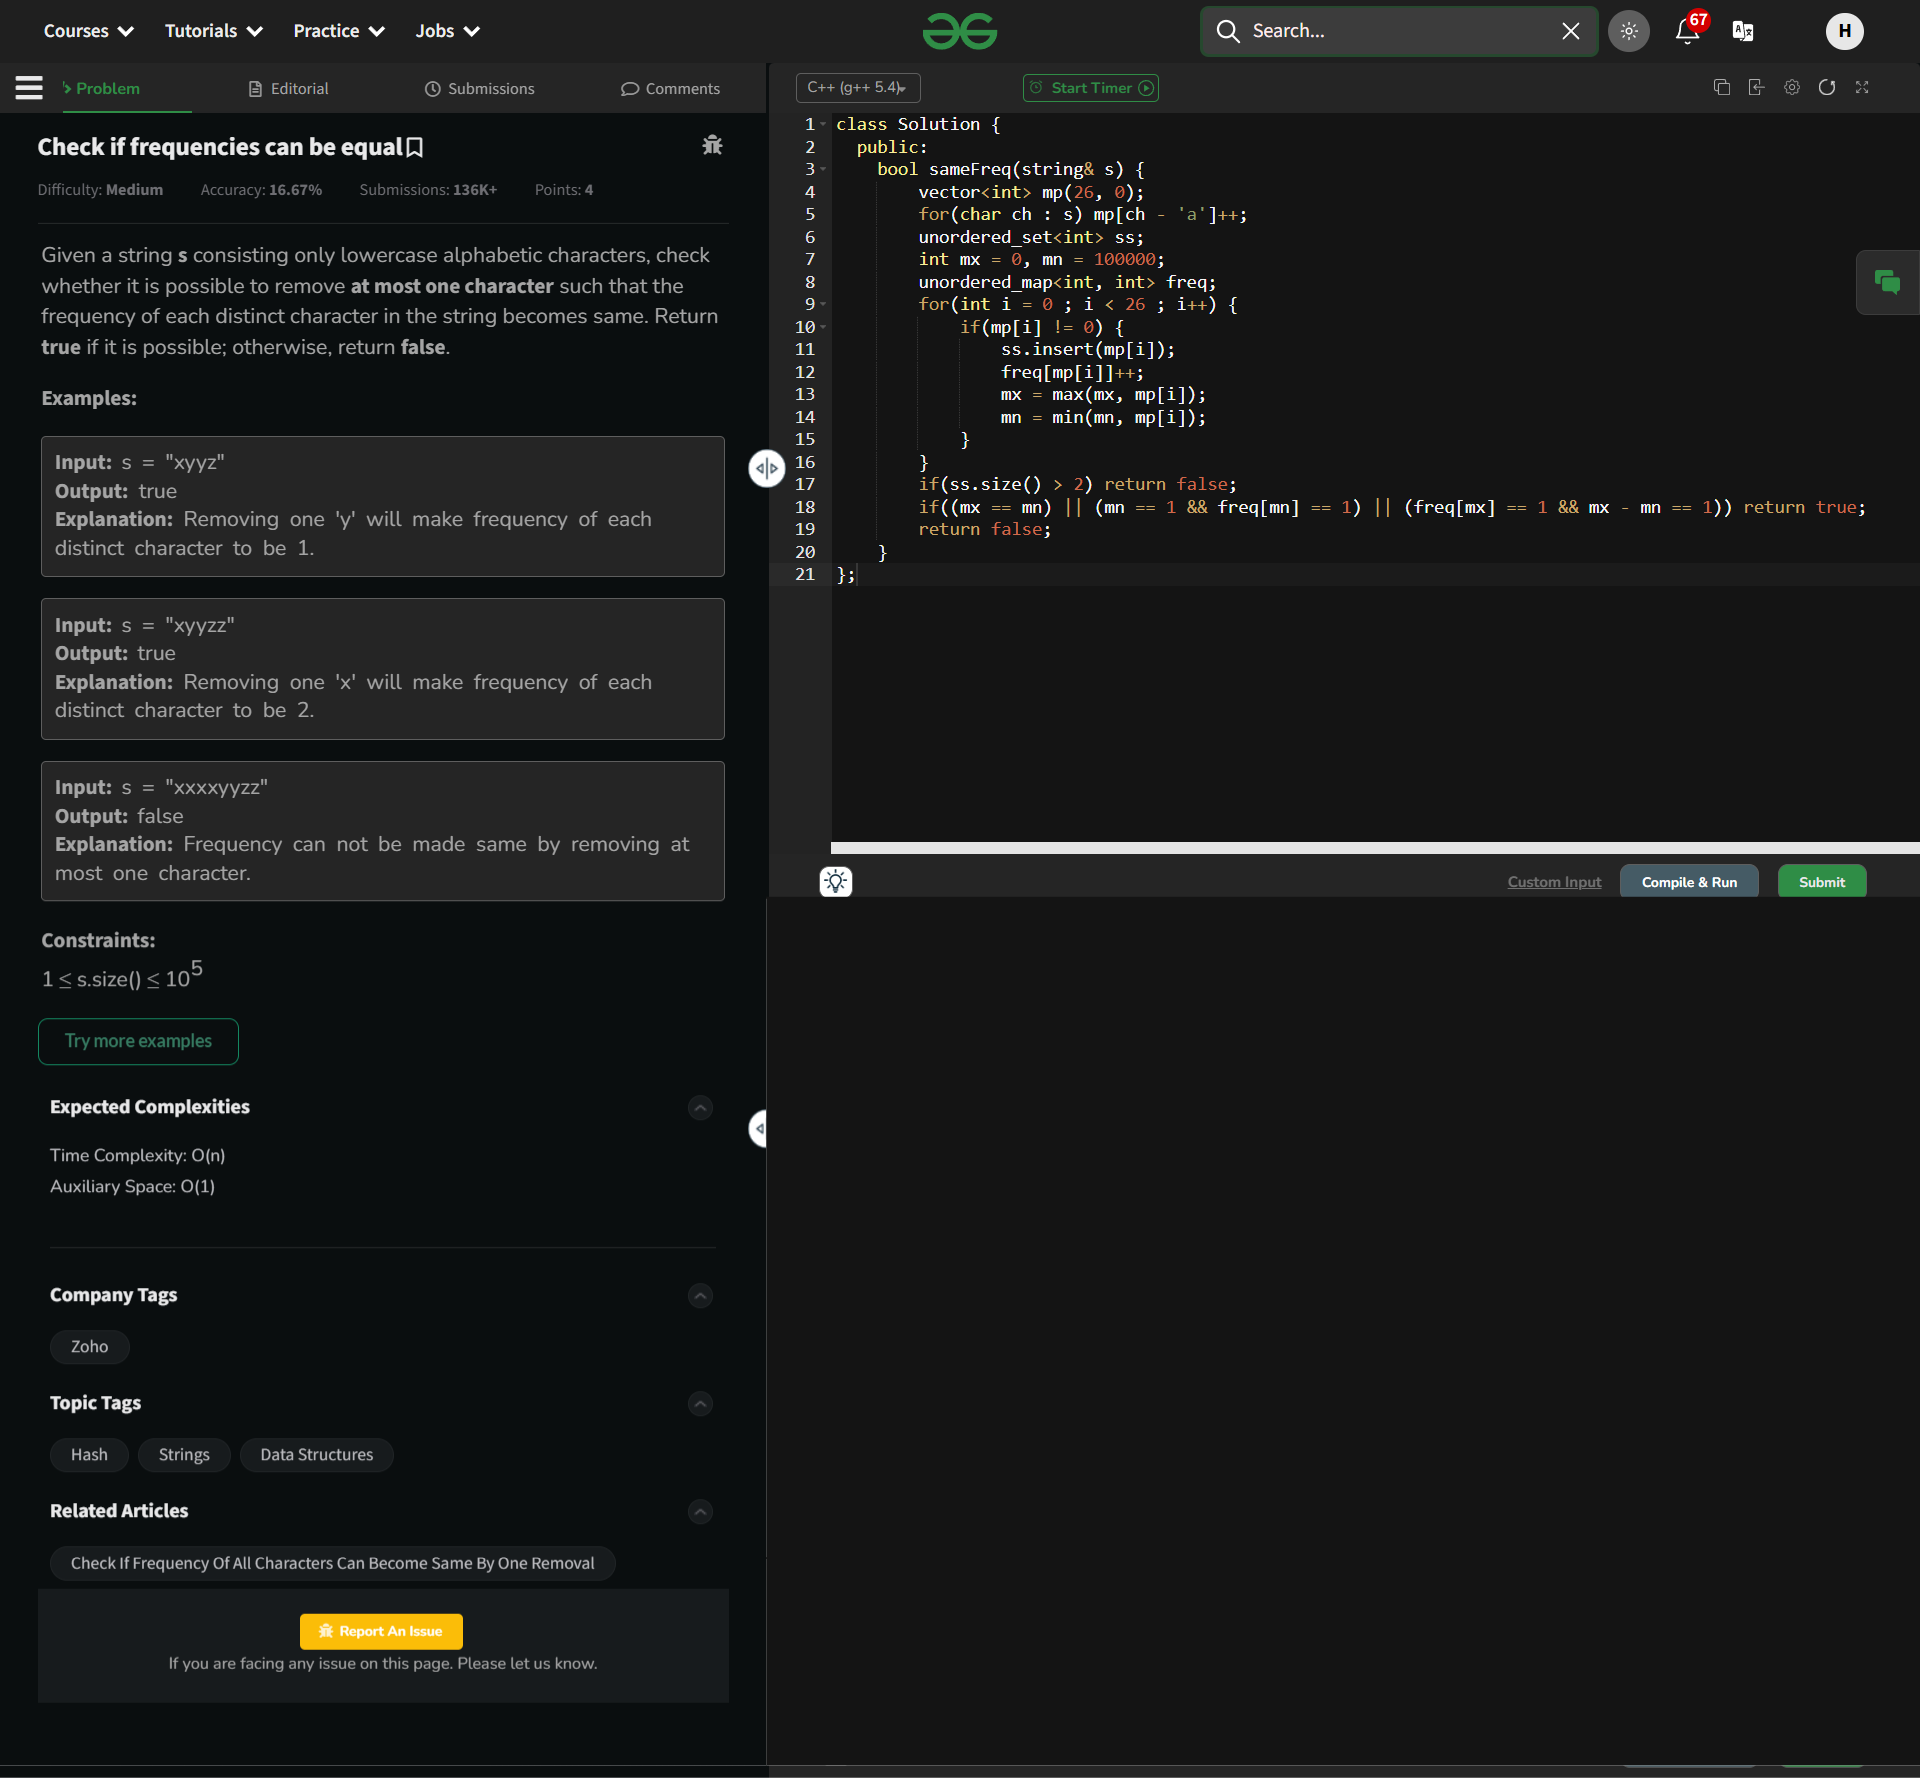 Courses Tutorials Practice Jobs Search... 67 H
Problem Editorial Submissions Comments
Check if frequencies can be equal
Difficulty: Medium Accuracy: 16.67% Submissions: 136K+ Points: 4
Given a string s consisting only lowercase alphabetic characters, check
whether it is possible to remove at most one character such that the
frequency of each distinct character in the string becomes same. Return
true if it is possible; otherwise, return false.
Examples:
Input: s = "xyyz"
Output: true
Explanation: Removing one 'y' will make frequency of each
distinct character to be 1.
Input: s = "xyyzz"
Output: true
Explanation: Removing one 'x' will make frequency of each
distinct character to be 2.
Input: s = "xxxxyyzz"
Output: false
Explanation: Frequency can not be made same by removing at
most one character.
Constraints:
1 ≤ s.size() ≤ 10^5
Try more examples
Expected Complexities
Time Complexity: O(n)
Auxiliary Space: O(1)
Company Tags
Zoho
Topic Tags
Hash Strings Data Structures
Related Articles
Check If Frequency Of All Characters Can Become Same By One Removal
Report An Issue
If you are facing any issue on this page. Please let us know.
C++ (g++ 5.4) Start Timer
1 class Solution {
2 public:
3 bool sameFreq(string& s) {
4 vector<int> mp(26, 0);
5 for(char ch : s) mp[ch - 'a']++;
6 unordered_set<int> ss;
7 int mx = 0, mn = 100000;
8 unordered_map<int, int> freq;
9 for(int i = 0 ; i < 26 ; i++) {
10 if(mp[i] != 0) {
11 ss.insert(mp[i]);
12 freq[mp[i]]++;
13 mx = max(mx, mp[i]);
14 mn = min(mn, mp[i]);
15 }
16 }
17 if(ss.size() > 2) return false;
18 if((mx == mn) || (mn == 1 && freq[mn] == 1) || (freq[mx] == 1 && mx - mn == 1)) return true;
19 return false;
20 }
21 };
Custom Input Compile & Run Submit